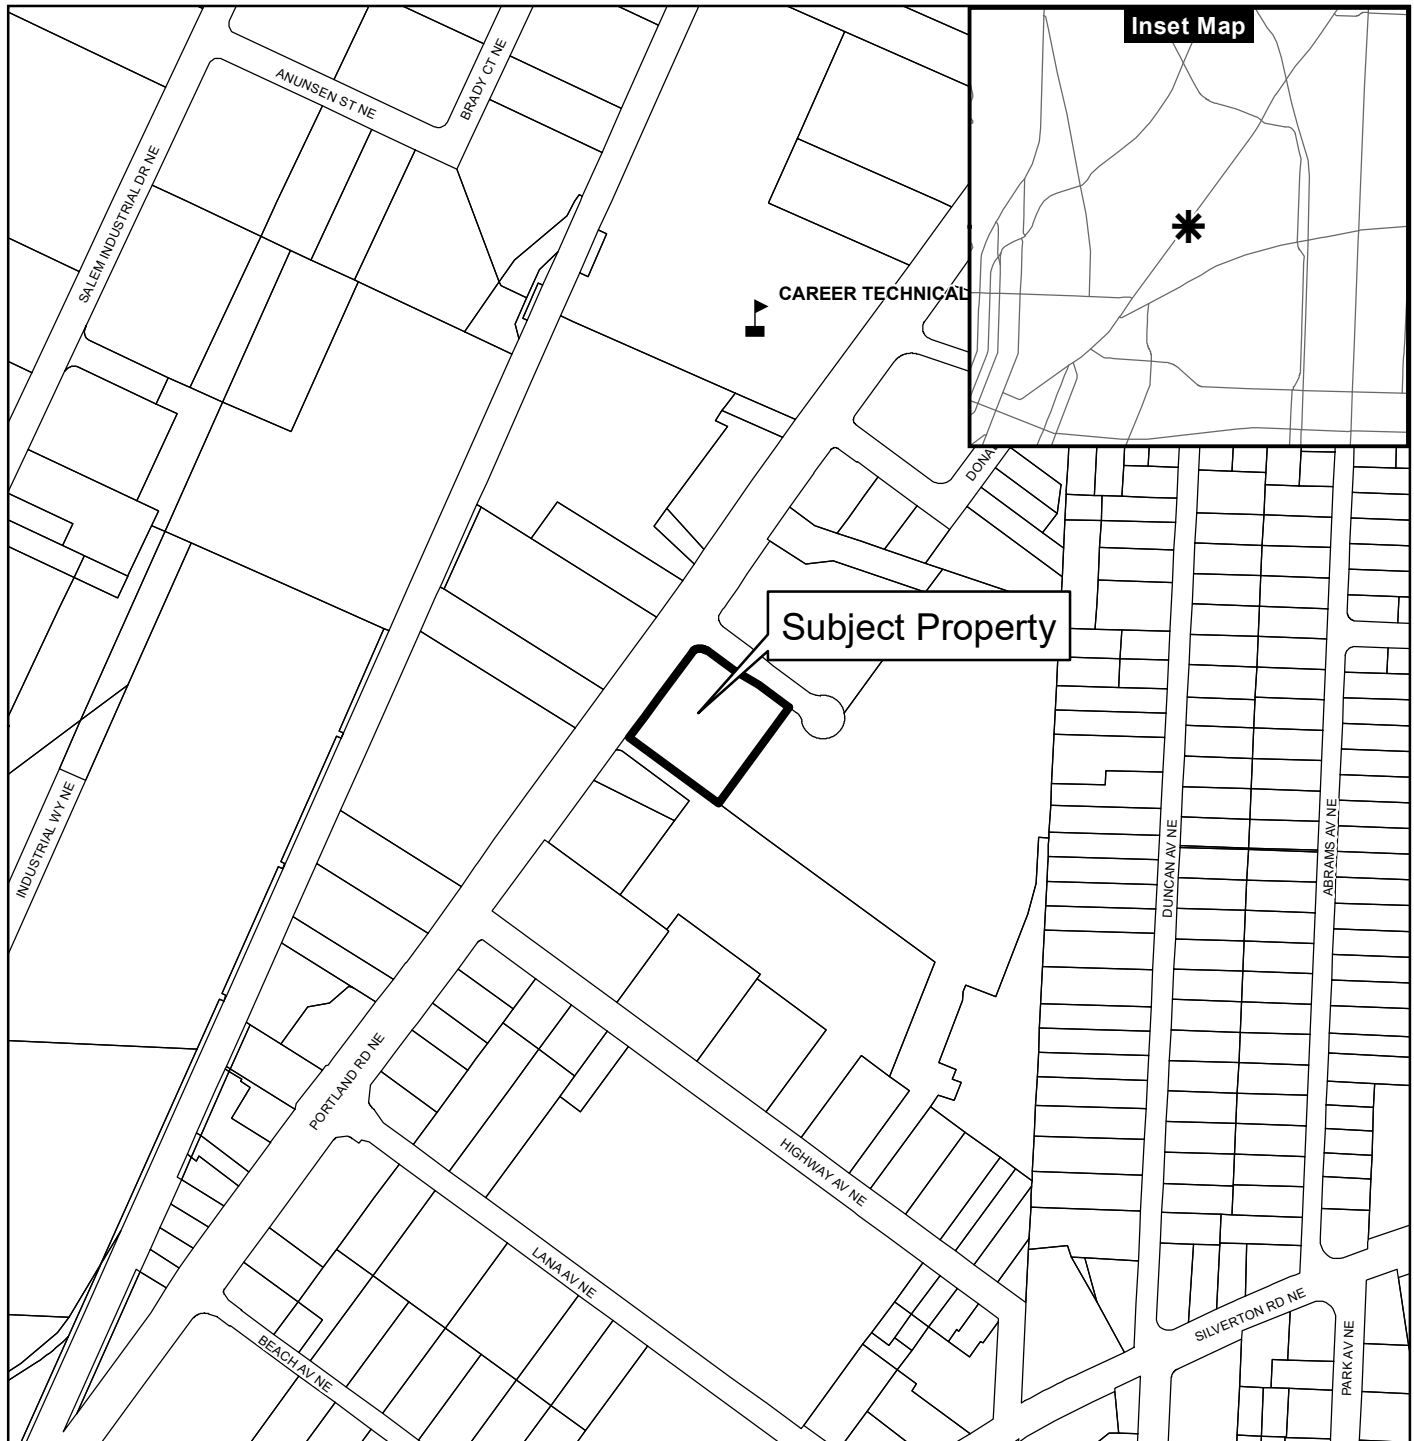 Inset Map
ANUNSEN ST NE
BRADY CT NE
SALEM INDUSTRIAL DR NE
CAREER TECHNICAL
DONA
Subject Property
INDUSTRIAL WY NE
DUNCAN AV NE
ABRAMS AV NE
PORTLAND RD NE
HIGHWAY AV NE
LANA AV NE
BEACH AV NE
SILVERTON RD NE
PARK AV NE